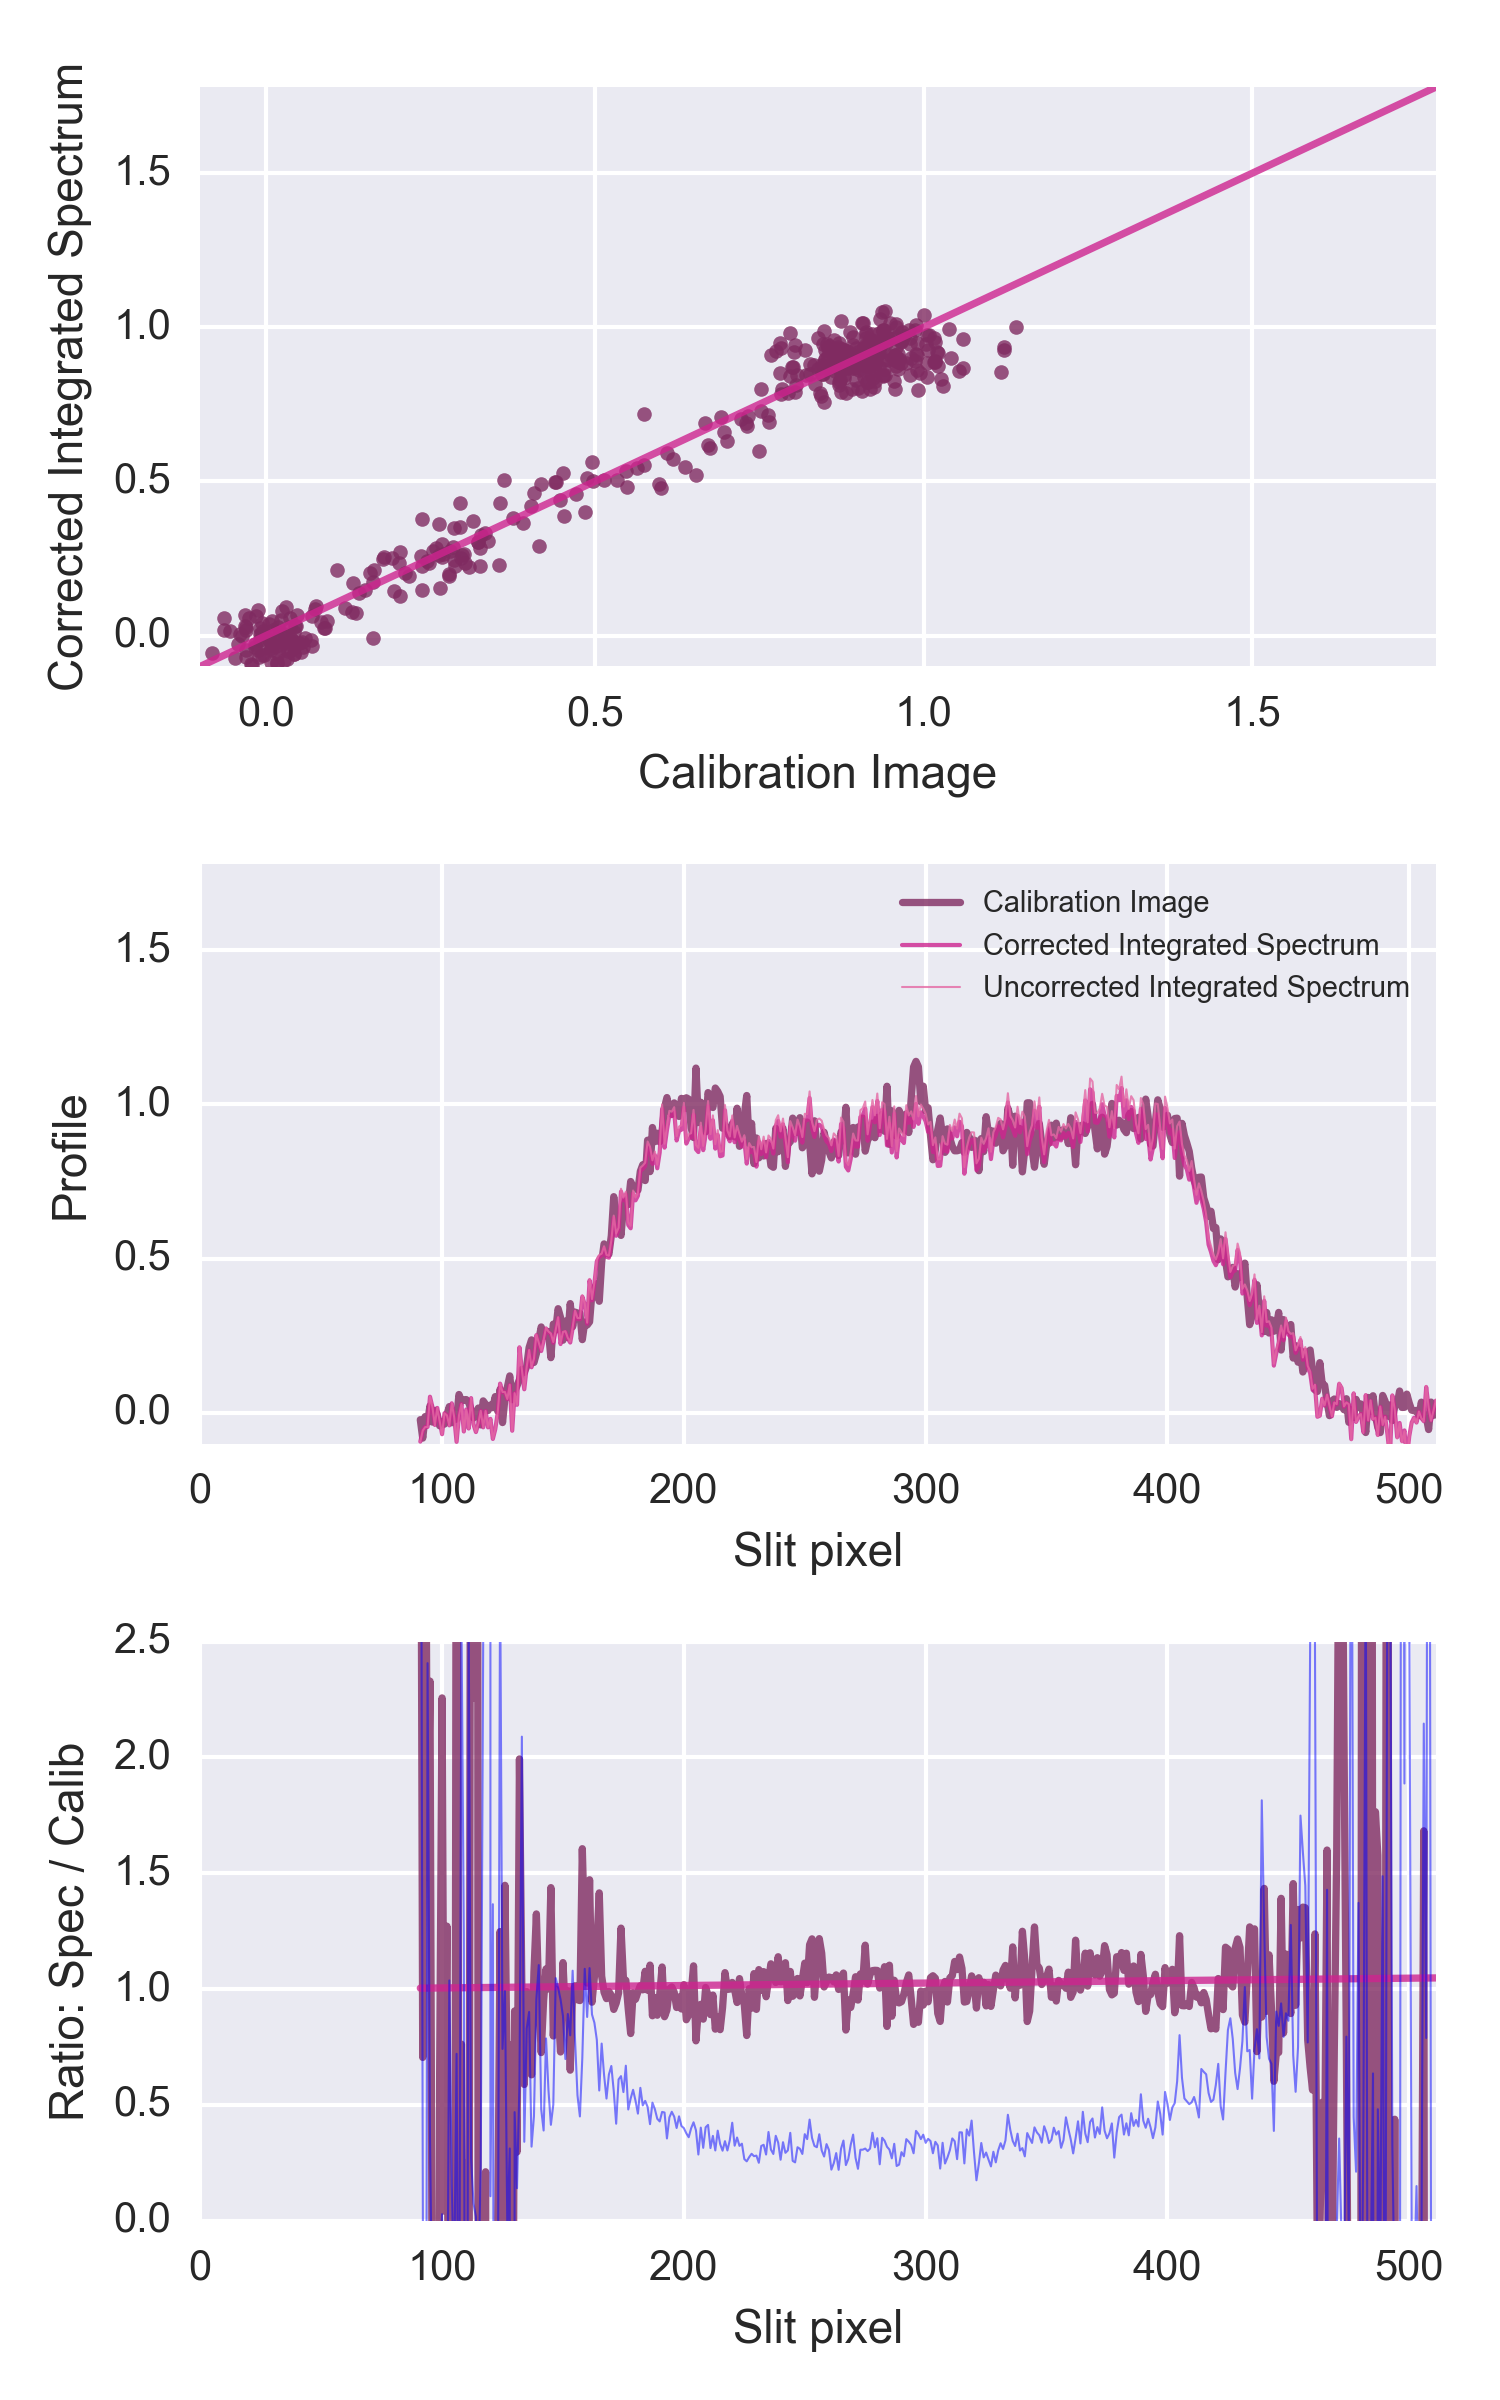 Corrected Integrated Spectrum
1.5
1.0
0.5
0.0
0.0 0.5 1.0 1.5
Calibration Image
Profile
Calibration Image
Corrected Integrated Spectrum
Uncorrected Integrated Spectrum
1.5
1.0
0.5
0.0
0 100 200 300 400 500
Slit pixel
Ratio: Spec / Calib
2.5
2.0
1.5
1.0
0.5
0.0
0 100 200 300 400 500
Slit pixel